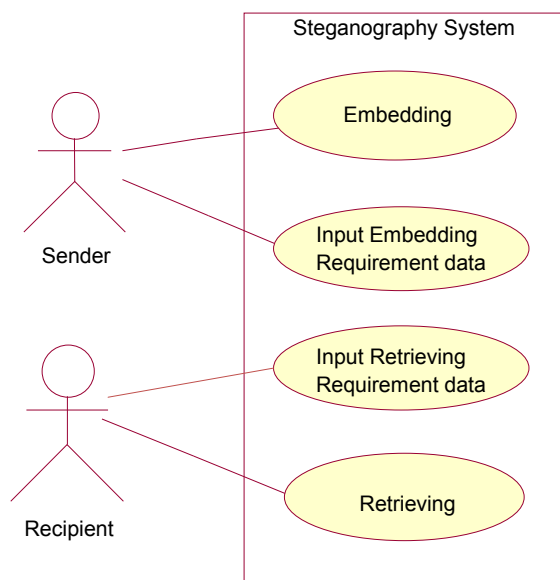 Steganography System
Embedding
Sender
Input Embedding
Requirement data
Input Retrieving
Requirement data
Recipient
Retrieving